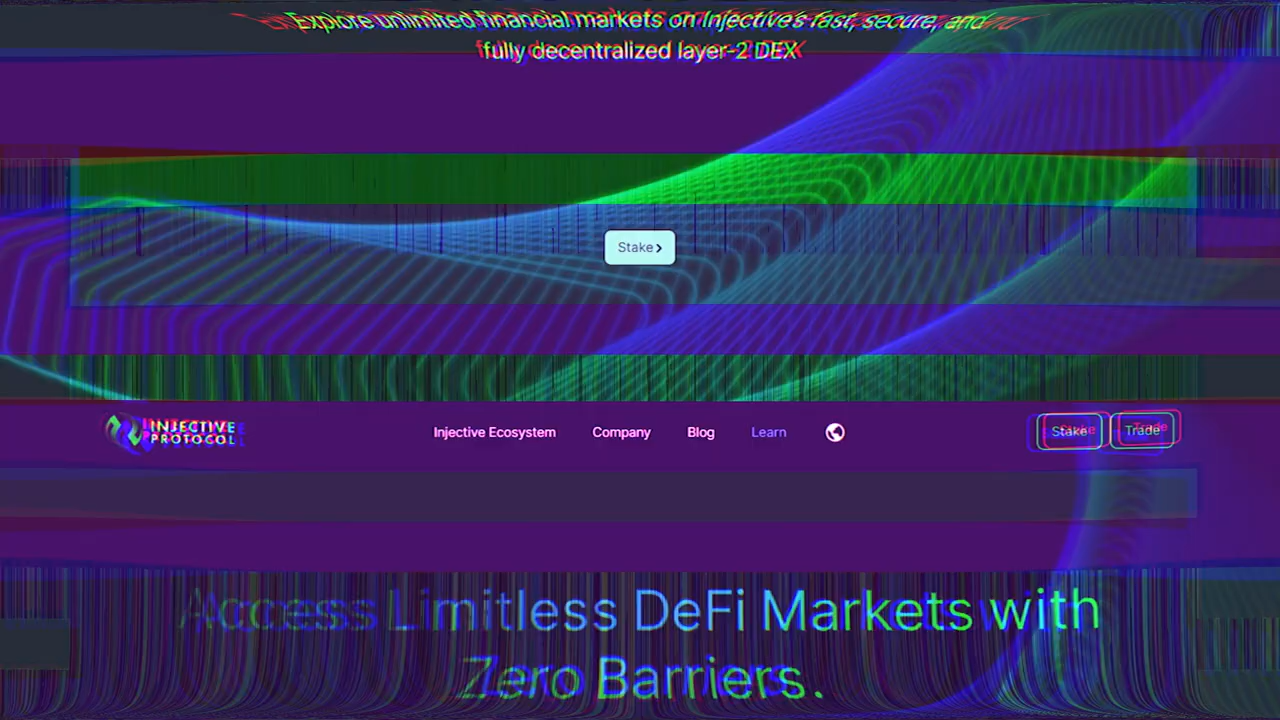 Explore unlimited financial markets on Injective's fast, secure, and
fully decentralized layer-2 DEX
Stake
INJECTIVE
PROTOCOL
Injective Ecosystem
Company
Blog
Learn
Stake
Trade
Access Limitless DeFi Markets with
Zero Barriers.